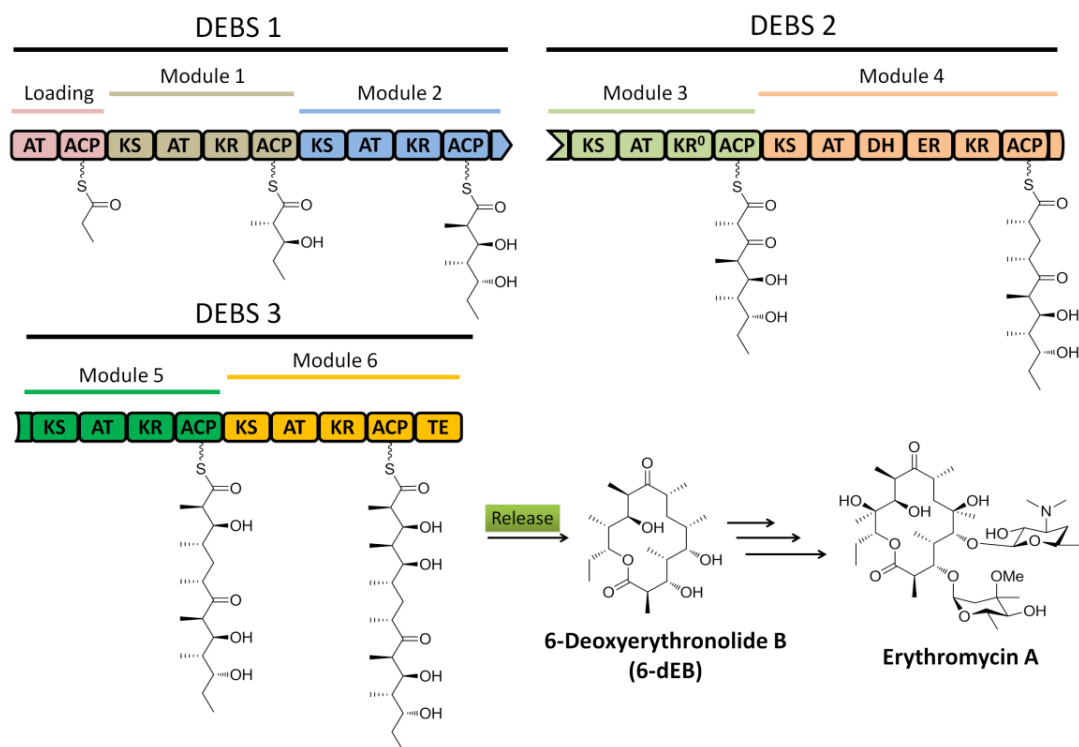 DEBS 1
Module 1
Loading
Module 2
AT ACP KS AT KR ACP KS AT KR ACP
S
O
S
O
OH
S
O
OH
OH
DEBS 2
Module 4
Module 3
KS AT KR⁰ ACP KS AT DH ER KR ACP
S
O
O
OH
OH
S
O
O
OH
OH
DEBS 3
Module 6
Module 5
KS AT KR ACP KS AT KR ACP TE
S
O
OH
O
OH
OH
S
O
OH
OH
O
OH
OH
Release
O
OH
O
OH
O
OH
6-Deoxyerythronolide B
(6-dEB)
O
HO
OH
OH
N
HO
O
O
O
O
O
O
OMe
O
OH
Erythromycin A